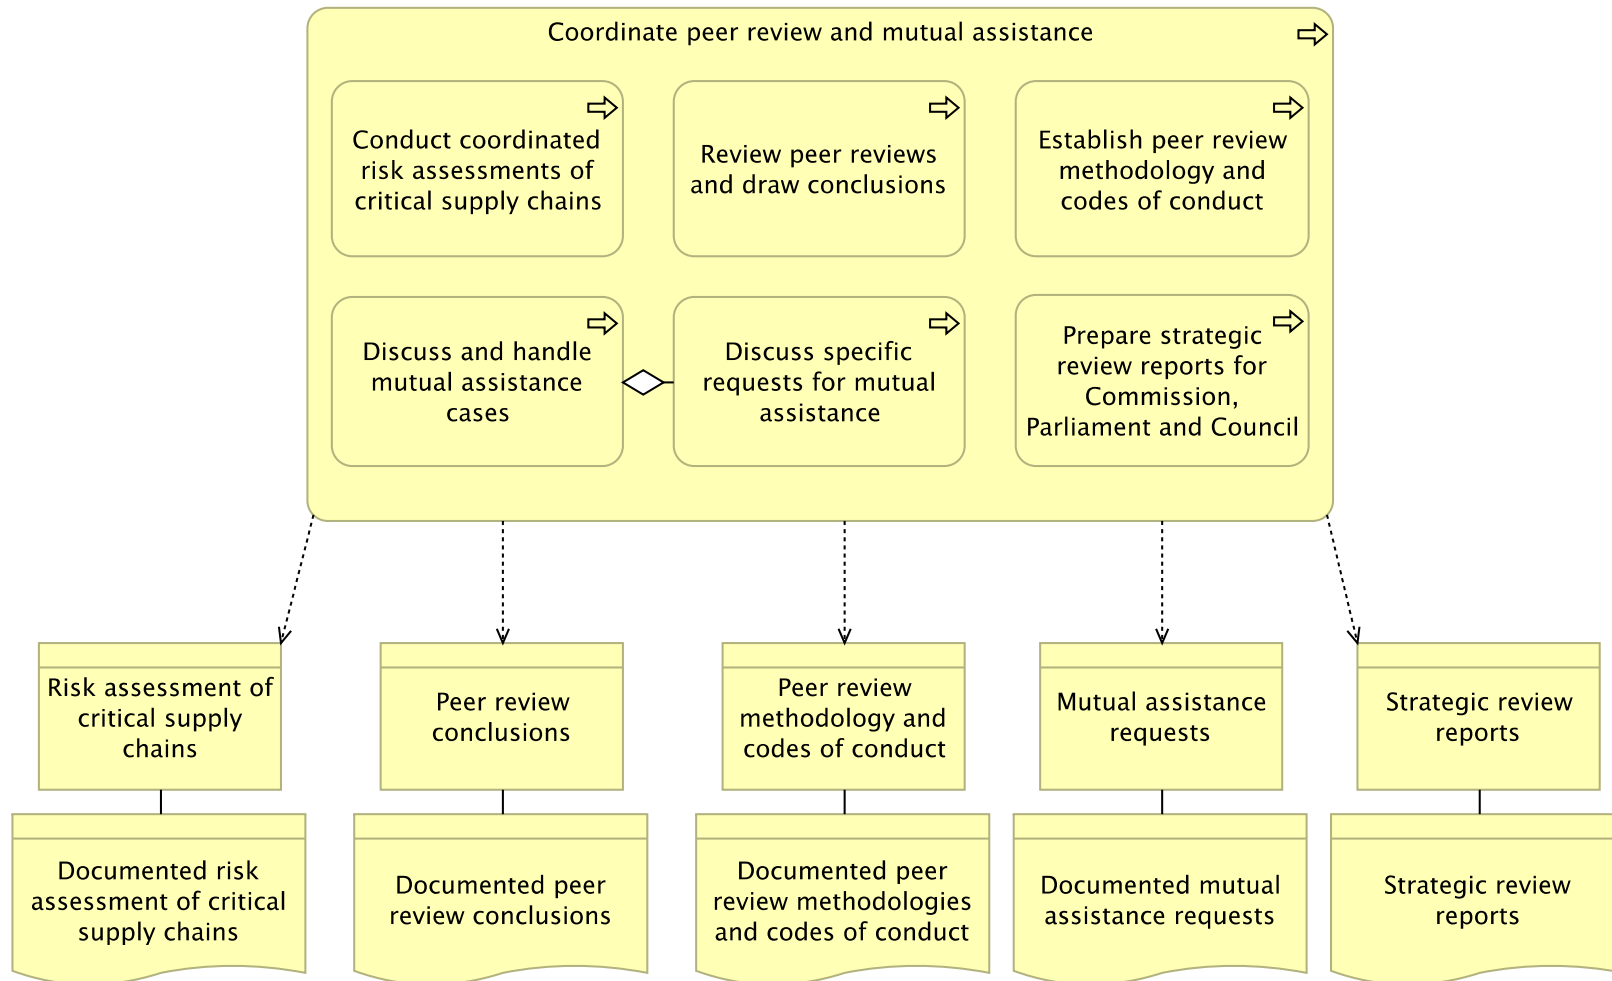 Coordinate peer review and mutual assistance
Conduct coordinated
risk assessments of
critical supply chains
Review peer reviews
and draw conclusions
Establish peer review
methodology and
codes of conduct
Discuss and handle
mutual assistance
cases
Discuss specific
requests for mutual
assistance
Prepare strategic
review reports for
Commission,
Parliament and Council
Risk assessment of
critical supply
chains
Peer review
conclusions
Peer review
methodology and
codes of conduct
Mutual assistance
requests
Strategic review
reports
Documented risk
assessment of critical
supply chains
Documented peer
review conclusions
Documented peer
review methodologies
and codes of conduct
Documented mutual
assistance requests
Strategic review
reports